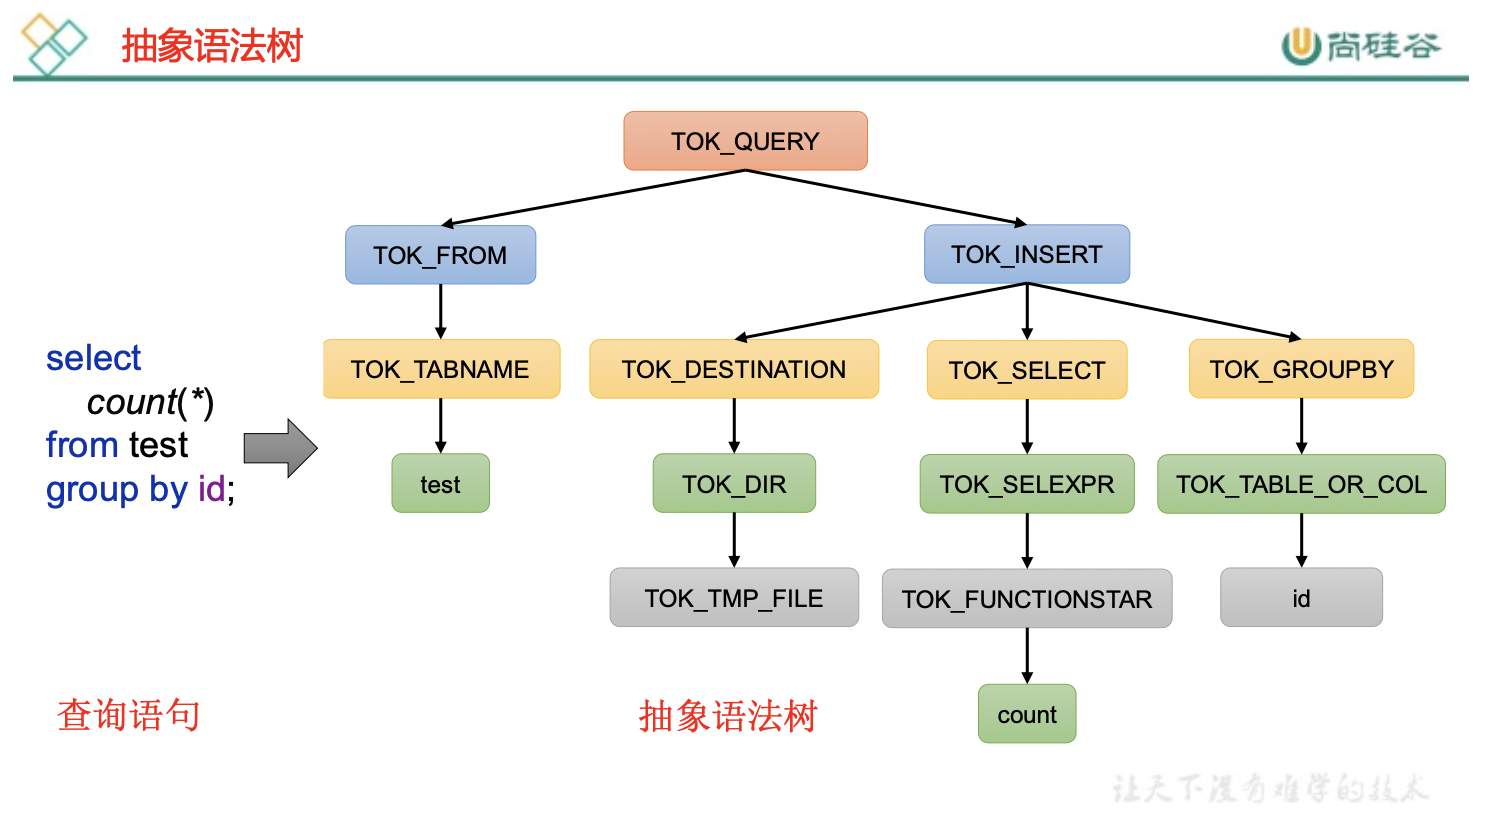 抽象语法树
尚硅谷
TOK_QUERY
TOK_FROM
TOK_INSERT
TOK_TABNAME
TOK_DESTINATION
TOK_SELECT
TOK_GROUPBY
select
count(*)
from test
group by id;
test
TOK_DIR
TOK_SELEXPR
TOK_TABLE_OR_COL
TOK_TMP_FILE
TOK_FUNCTIONSTAR
id
count
查询语句
抽象语法树
让天下没有难学的技术